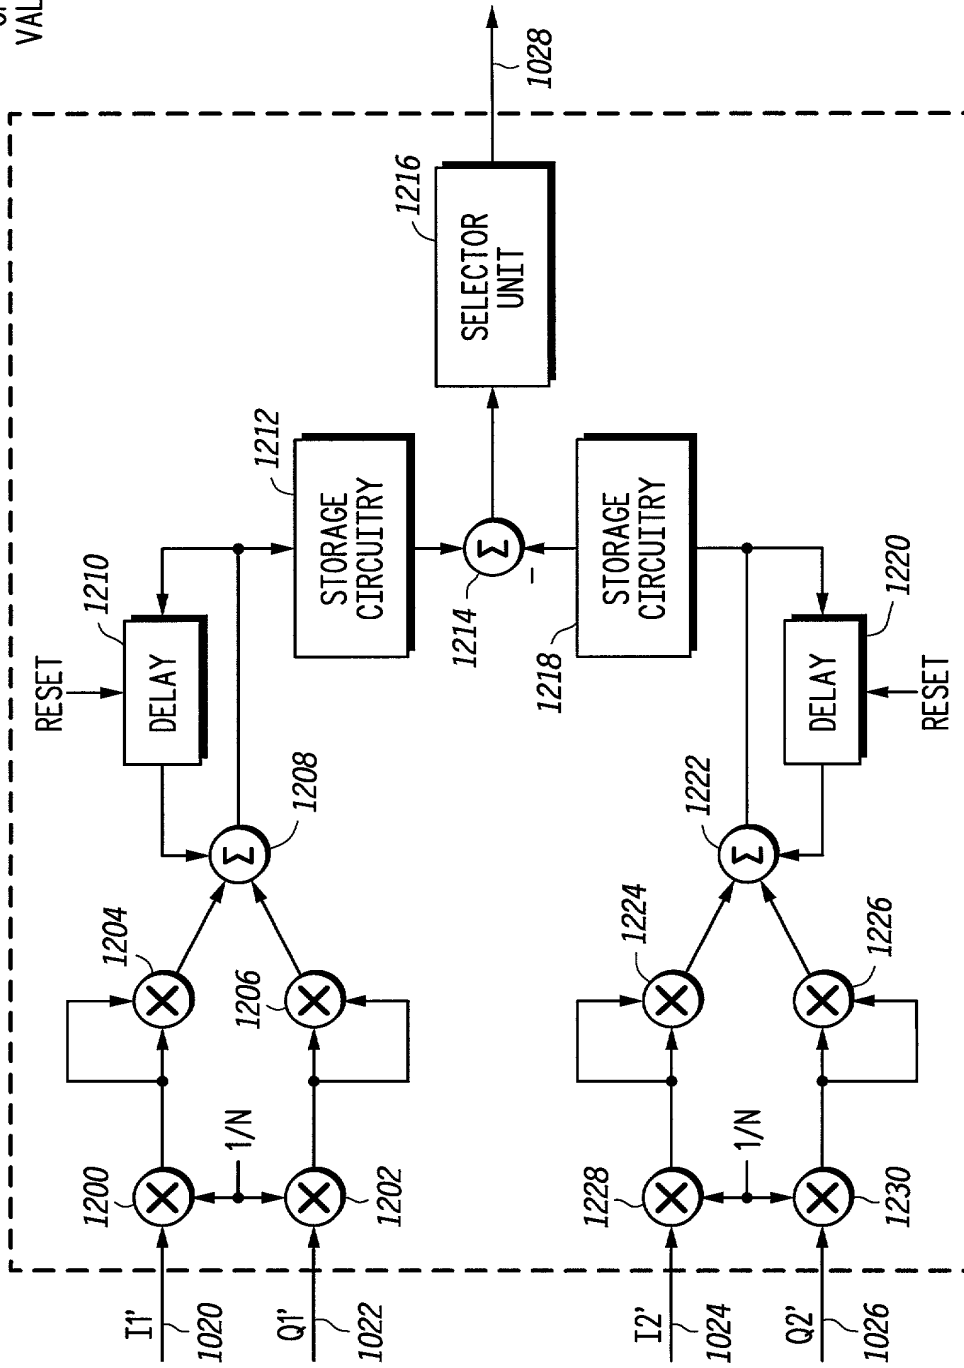 VAL
1028
1216
SELECTOR
UNIT
1212
STORAGE
CIRCUITRY
1214
Σ
-
1218
STORAGE
CIRCUITRY
1210
RESET
DELAY
1220
DELAY
RESET
1208
Σ
1222
Σ
1204
1206
1224
1226
1/N
1/N
1200
1202
1228
1230
I1'
1020
Q1'
1022
I2'
1024
Q2'
1026